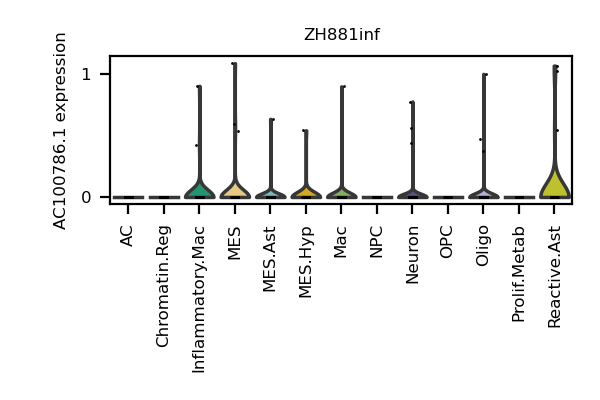 ZH881inf
AC100786.1 expression
1
0
AC
Chromatin.Reg
Inflammatory.Mac
MES
MES.Ast
MES.Hyp
Mac
NPC
Neuron
OPC
Oligo
Prolif.Metab
Reactive.Ast